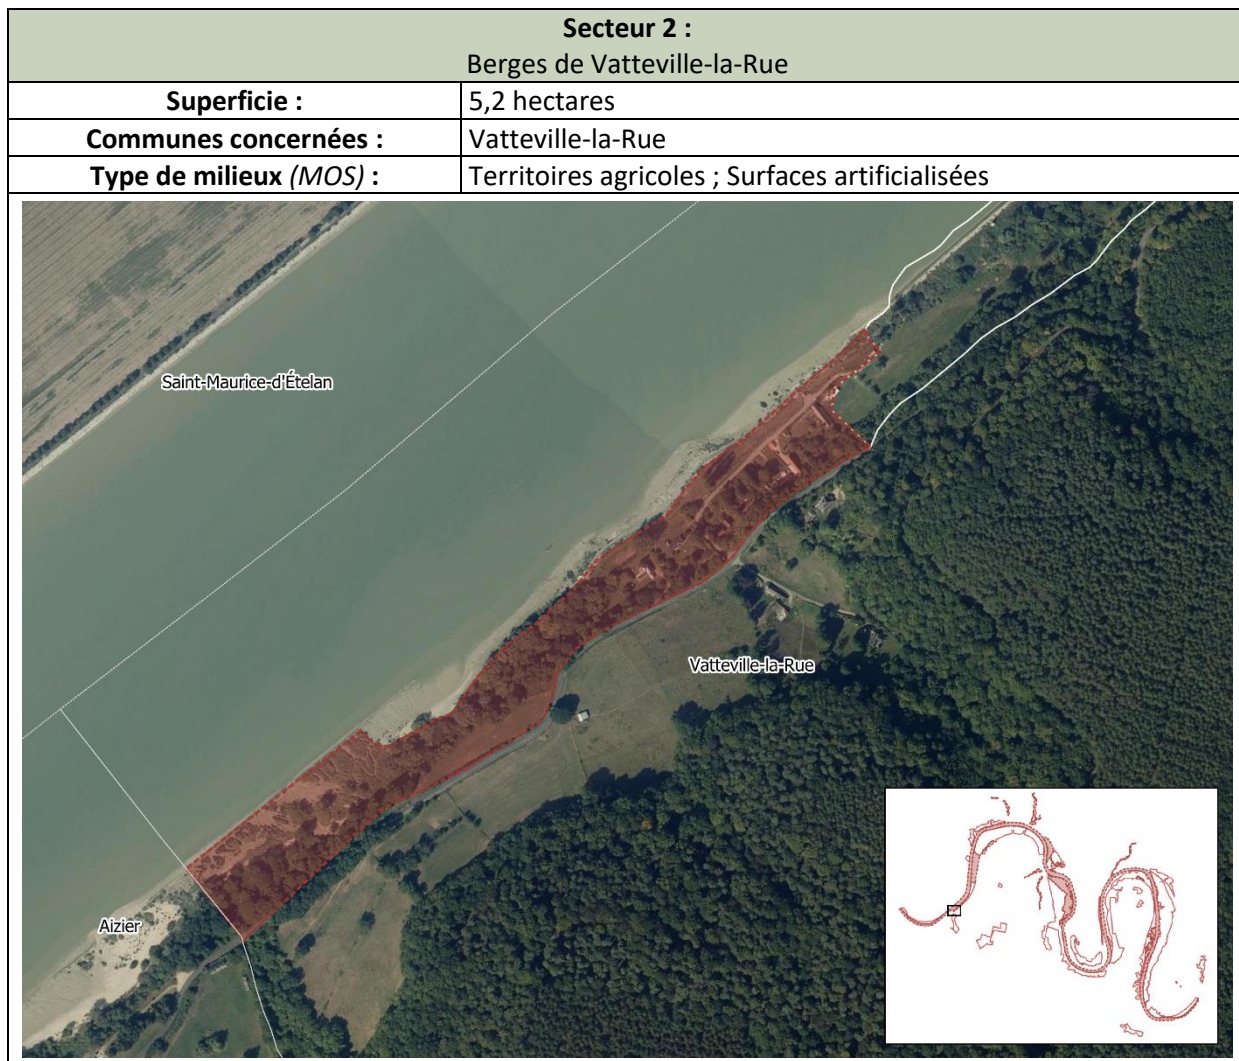 Secteur 2 :
Berges de Vatteville-la-Rue
Superficie : 5,2 hectares
Communes concernées : Vatteville-la-Rue
Type de milieux (MOS) : Territoires agricoles ; Surfaces artificialisées
Saint-Maurice-d'Ételan
Vatteville-la-Rue
Aizier